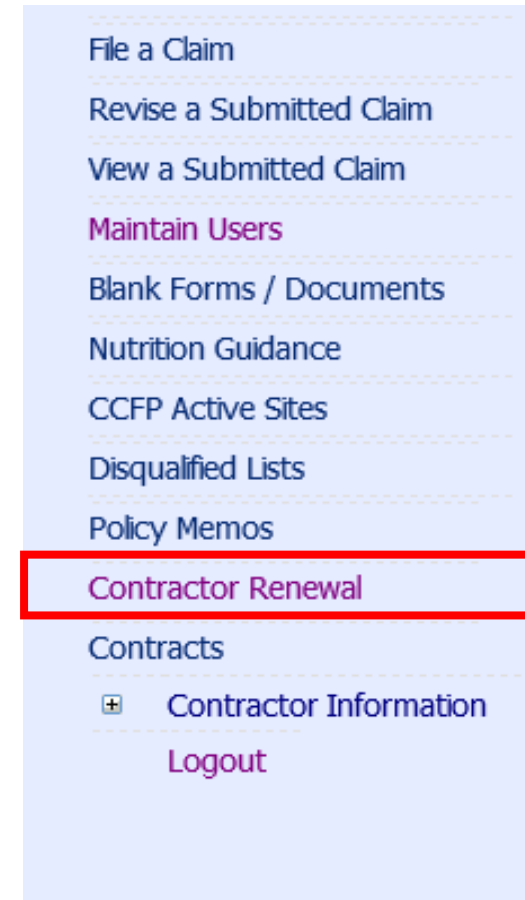 File a Claim
Revise a Submitted Claim
View a Submitted Claim
Maintain Users
Blank Forms / Documents
Nutrition Guidance
CCFP Active Sites
Disqualified Lists
Policy Memos
Contractor Renewal
Contracts
Contractor Information
Logout